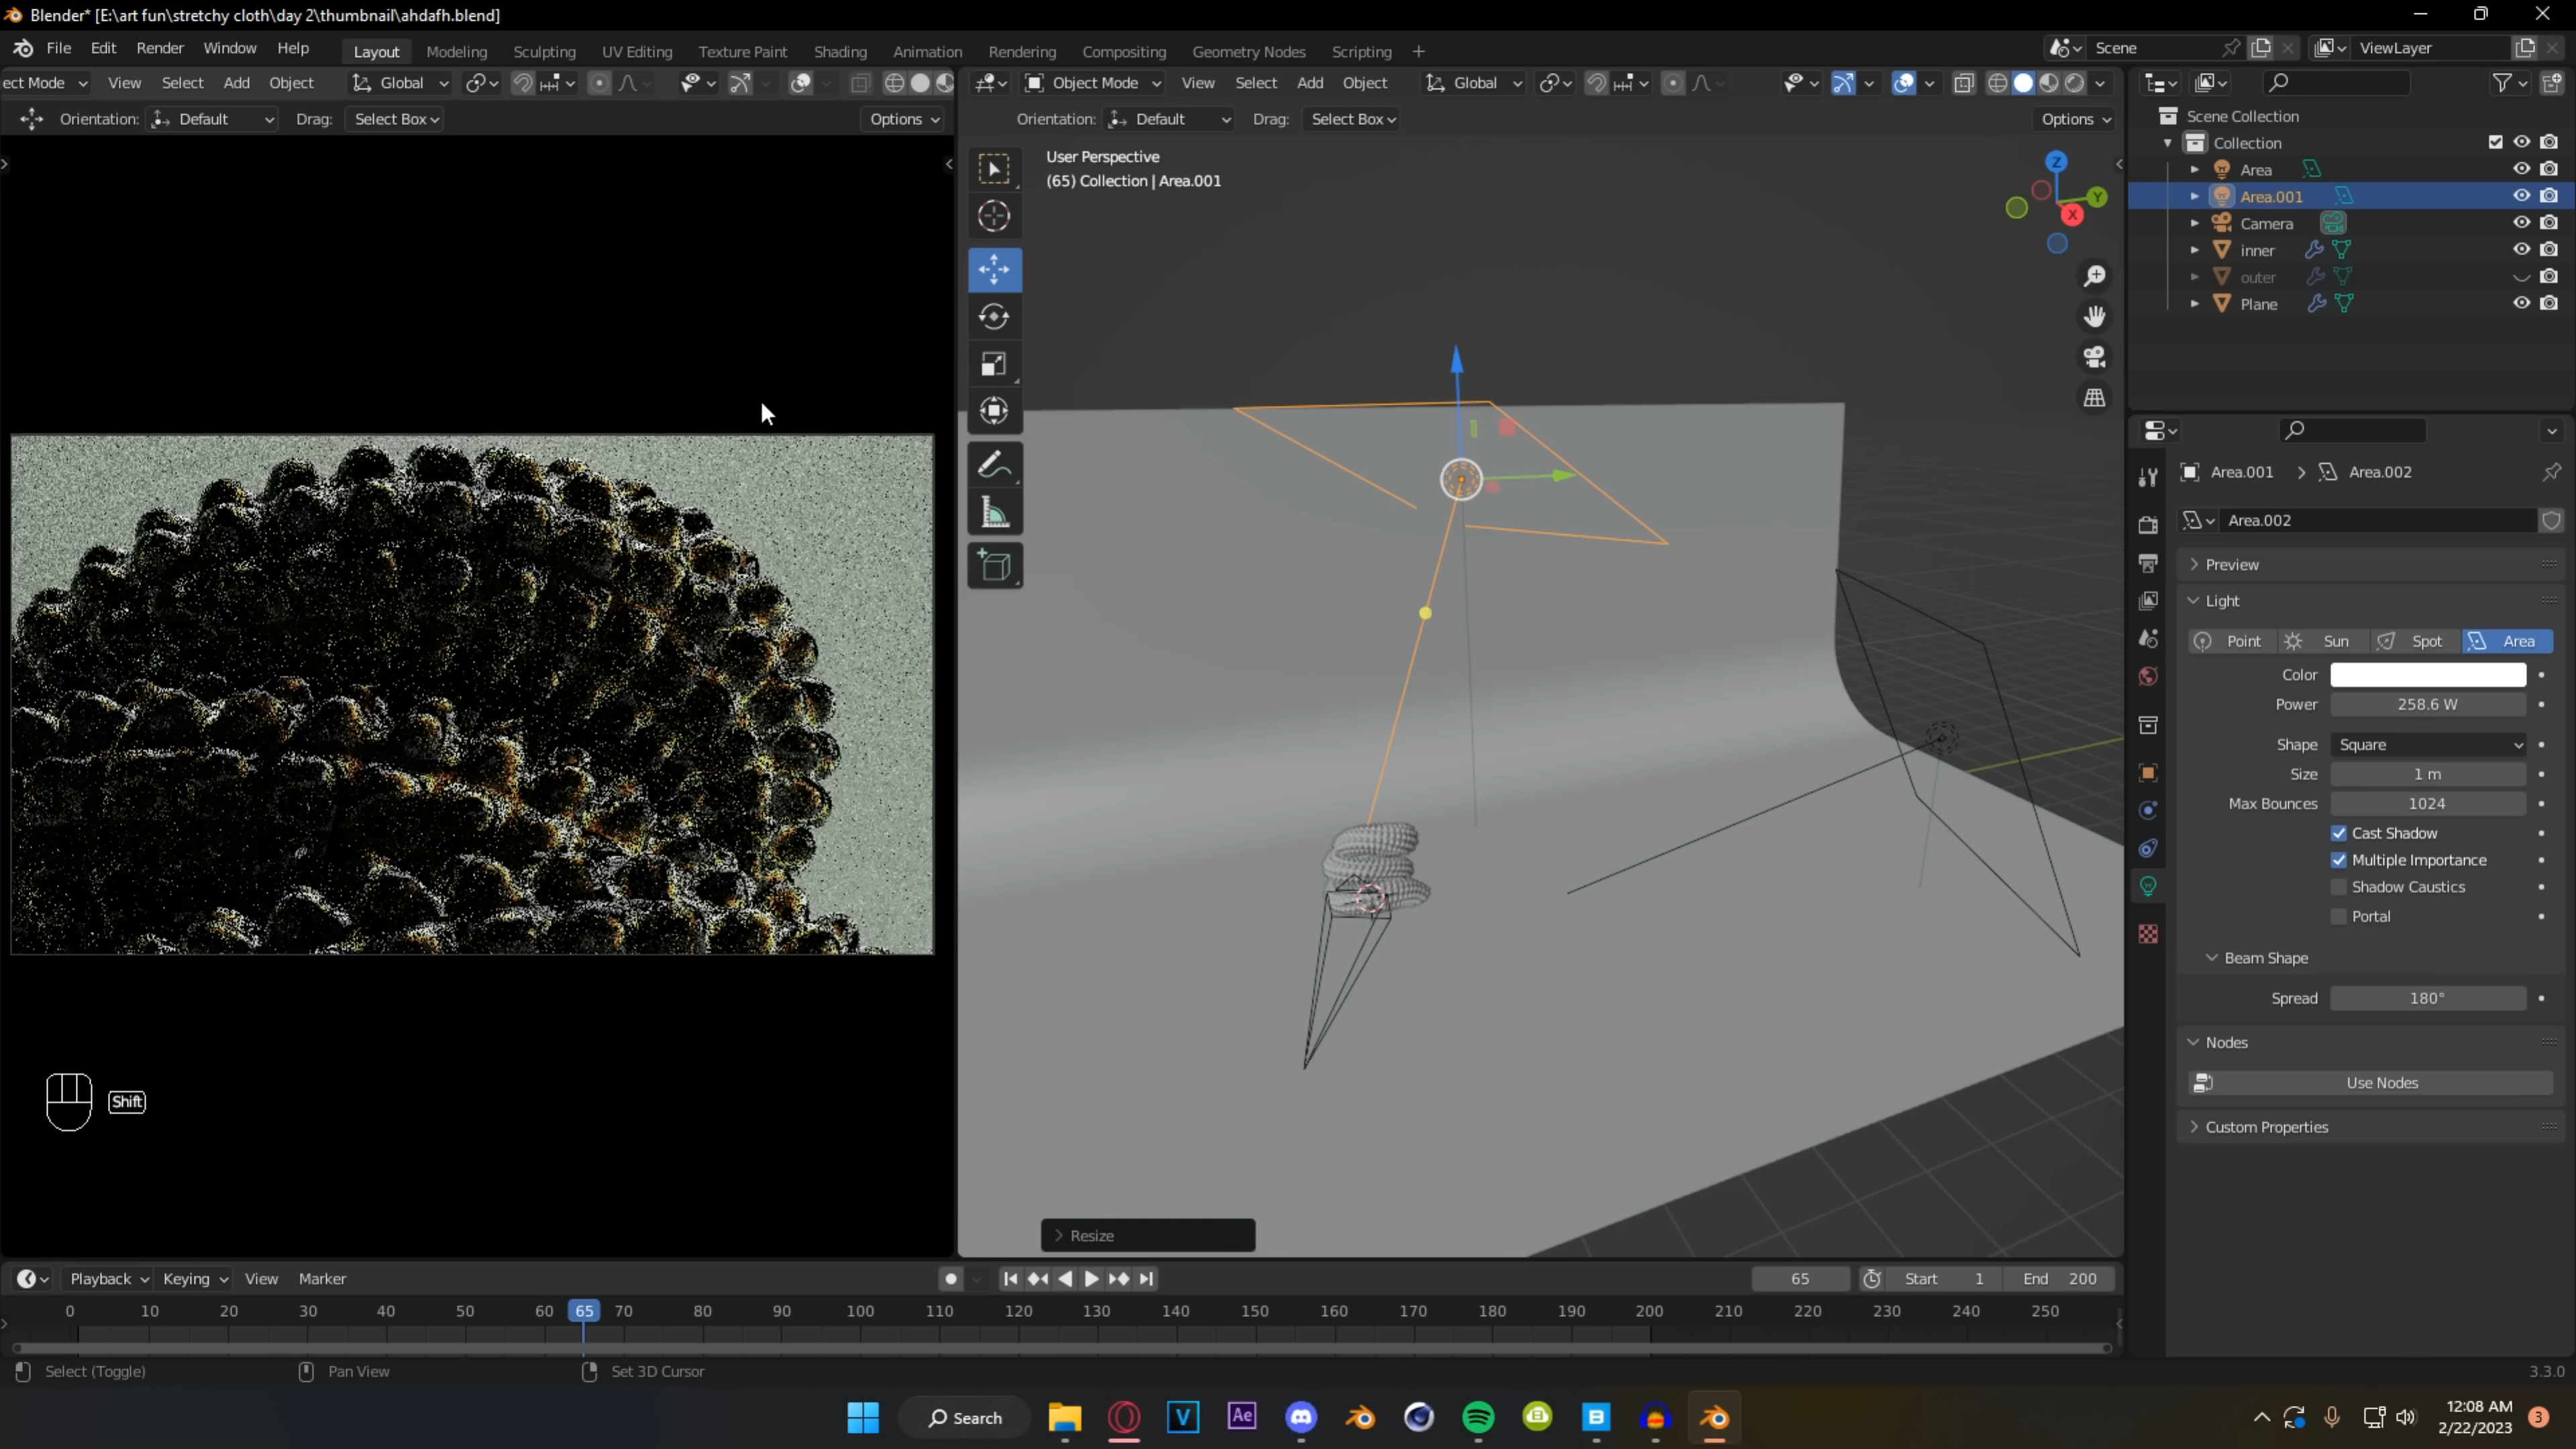 Blender* [E:\art fun\stretchy cloth\day 2\thumbnail\ahdafh.blend]
File Edit Render Window Help Layout Modeling Sculpting UV Editing Texture Paint Shading Animation Rendering Compositing Geometry Nodes Scripting + Scene ViewLayer
ect Mode View Select Add Object Global Object Mode View Select Add Object Global
Orientation: Default Drag: Select Box Options Orientation: Default Drag: Select Box Options
User Perspective
(65) Collection | Area.001
Z
Y
X
Scene Collection
Collection
Area
Area.001
Camera
inner
outer
Plane
Area.001 > Area.002
Area.002
Preview
Light
Point Sun Spot Area
Color
Power 258.6 W
Shape Square
Size 1 m
Max Bounces 1024
Cast Shadow
Multiple Importance
Shadow Caustics
Portal
Beam Shape
Spread 180°
Nodes
Use Nodes
Custom Properties
Shift
Resize
Playback Keying View Marker 65 Start 1 End 200
0 10 20 30 40 50 60 65 70 80 90 100 110 120 130 140 150 160 170 180 190 200 210 220 230 240 250
Select (Toggle) Pan View Set 3D Cursor 3.3.0
Search V Ae B 12:08 AM 3
2/22/2023